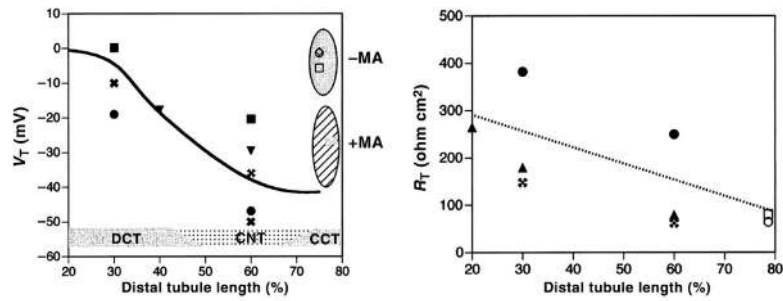 10
0
−10
−20
−30
−40
−50
−60
V_T (mV)
−MA
+MA
DCT
CNT
CCT
20 30 40 50 60 70 80
Distal tubule length (%)
500
400
300
200
100
0
R_T (ohm cm²)
20 30 40 50 60 70 80
Distal tubule length (%)